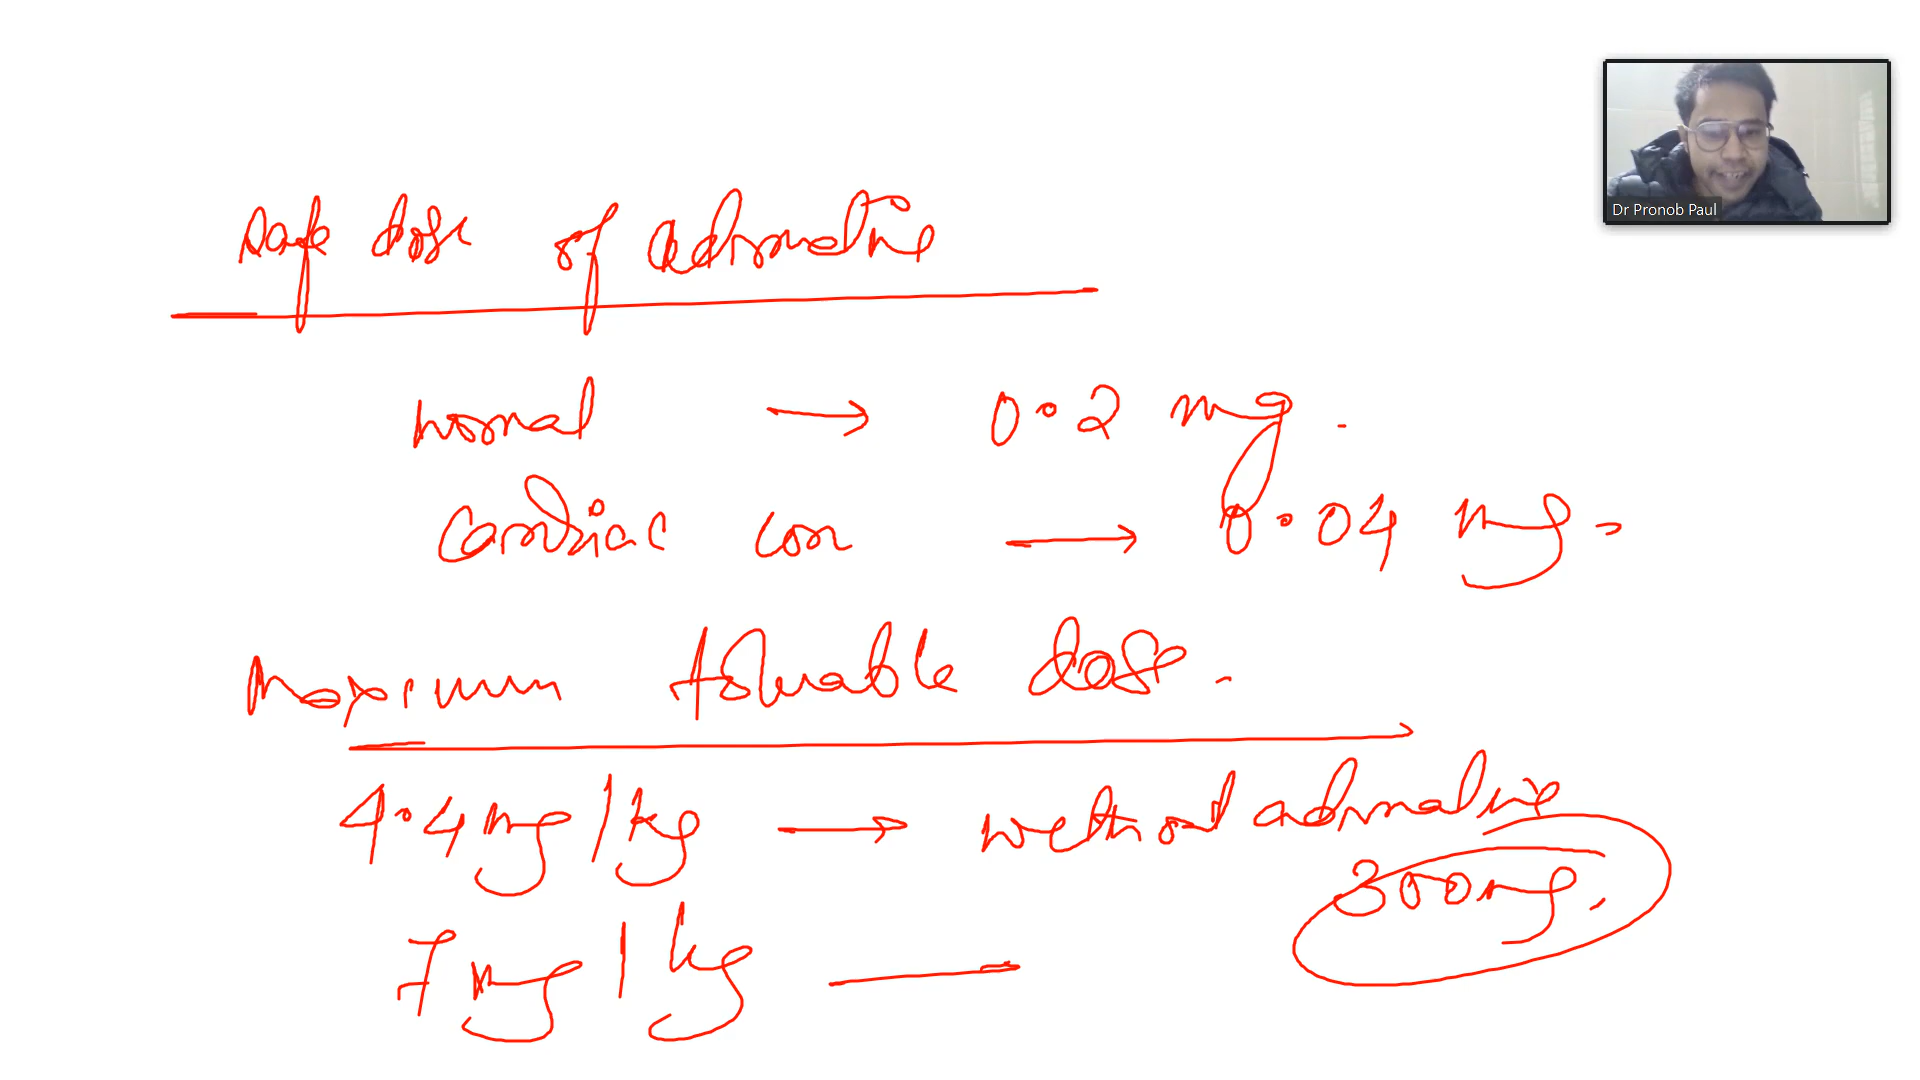 Dr Pronob Paul
safe dose of adrenaline
normal → 0.2 mg.
cardiac con → 0.04 mg.
Maximum tolerable dose.
4.4 mg/kg → without adrenaline
300 mg.
7 mg/kg —